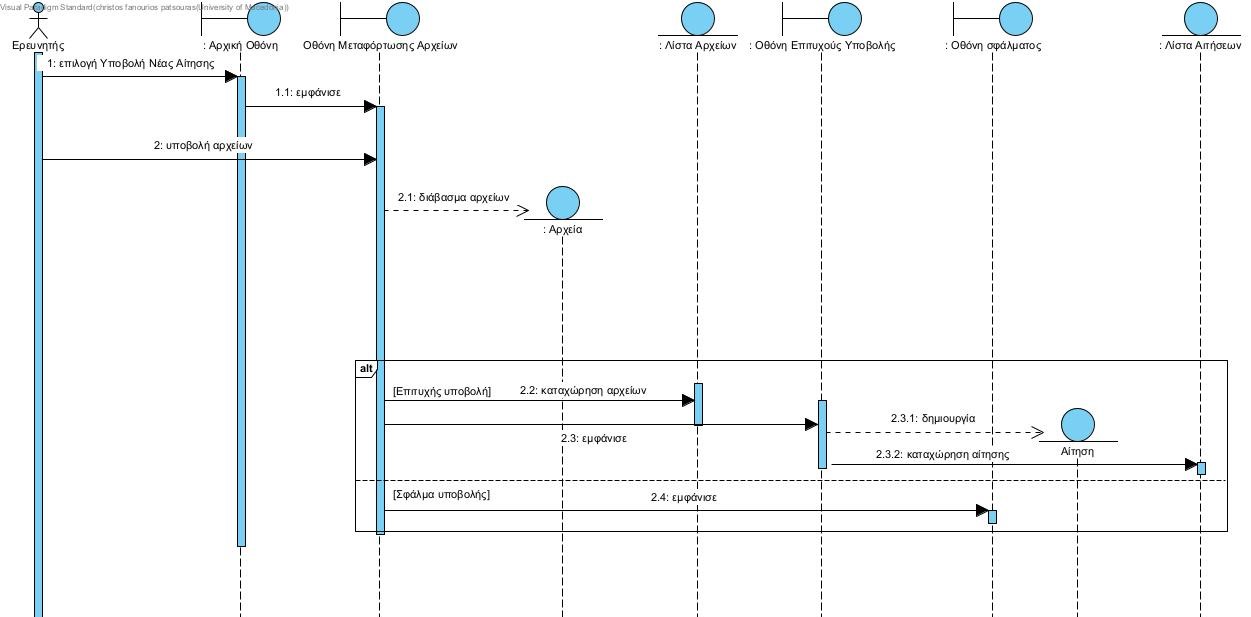 Visual Paradigm Standard(christos fanourios patsouras(University of Macedonia))
Ερευνητής
: Αρχική Οθόνη
Οθόνη Μεταφόρτωσης Αρχείων
: Λίστα Αρχείων
: Οθόνη Επιτυχούς Υποβολής
: Οθόνη σφάλματος
: Λίστα Αιτήσεων
1: επιλογή Υποβολή Νέας Αίτησης
1.1: εμφάνισε
2: υποβολή αρχείων
2.1: διάβασμα αρχείων
: Αρχεία
alt
[Επιτυχής υποβολή]
2.2: καταχώρηση αρχείων
2.3.1: δημιουργία
2.3: εμφάνισε
Αίτηση
2.3.2: καταχώρηση αίτησης
[Σφάλμα υποβολής]
2.4: εμφάνισε